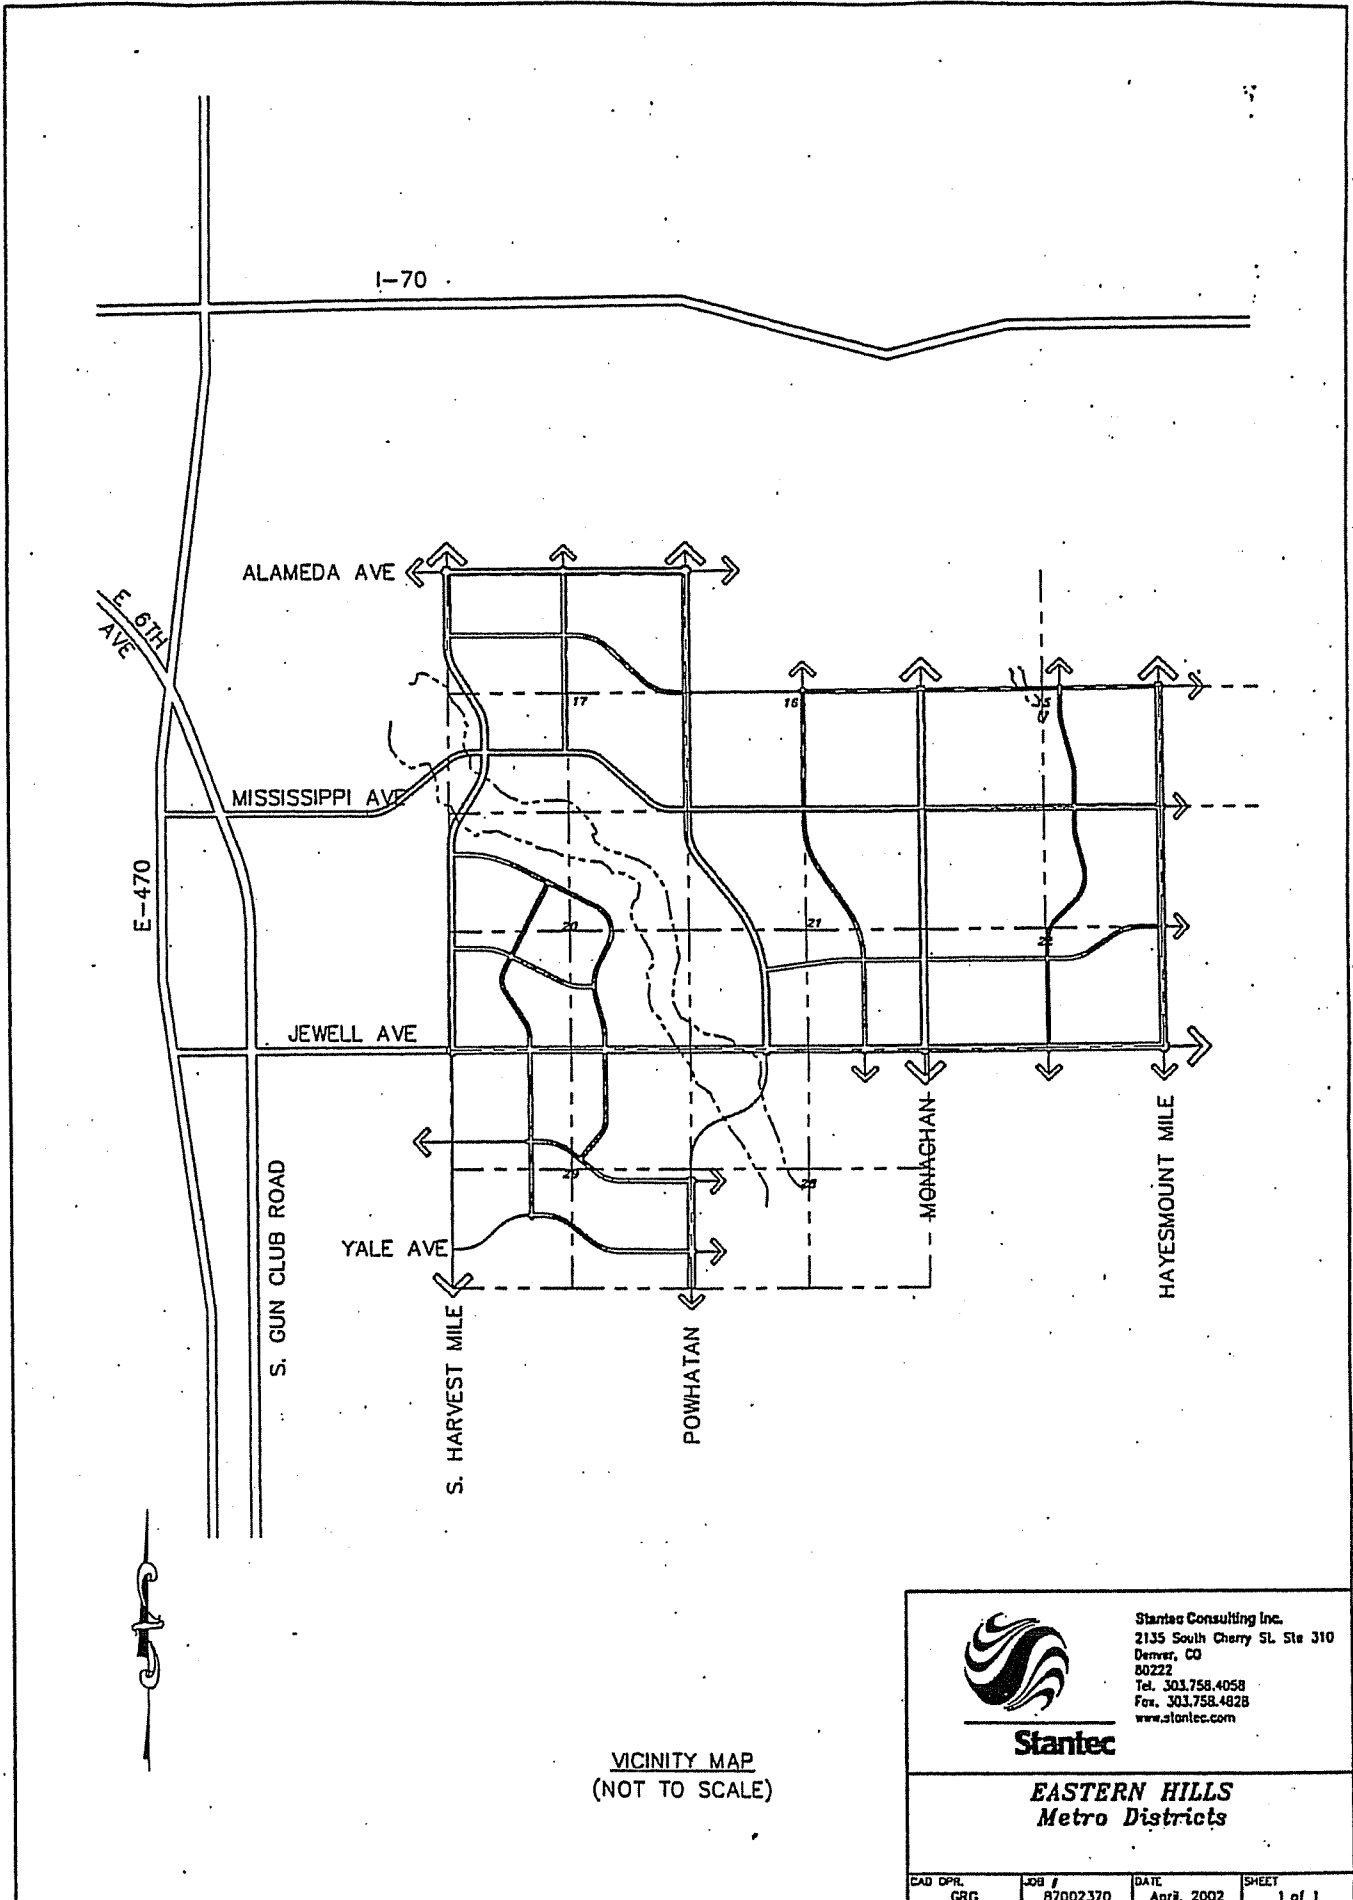 I-70
ALAMEDA AVE
E 6TH
AVE
17
16
MISSISSIPPI AVE
E-470
20
21
22
JEWELL AVE
29
28
YALE AVE
S. GUN CLUB ROAD
S. HARVEST MILE
POWHATAN
MONAGHAN
HAYESMOUNT MILE
VICINITY MAP
(NOT TO SCALE)
Stantec Consulting Inc.
2135 South Cherry St. Ste 310
Denver, CO
80222
Tel. 303.758.4058
Fax. 303.758.4828
www.stantec.com
Stantec
EASTERN HILLS
Metro Districts
CAD OPR.
GRG
JOB #
87002370
DATE
April, 2002
SHEET
1 of 1